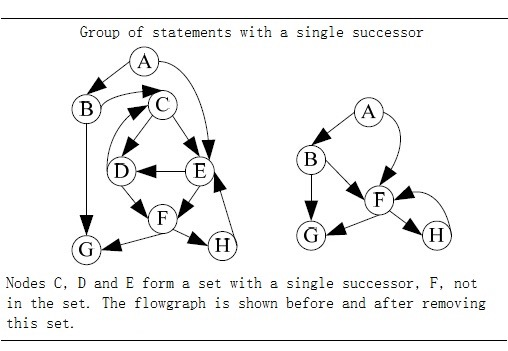 Group of statements with a single successor
A
B
C
D
E
F
G
H
A
B
F
G
H
Nodes C, D and E form a set with a single successor, F, not
in the set. The flowgraph is shown before and after removing
this set.